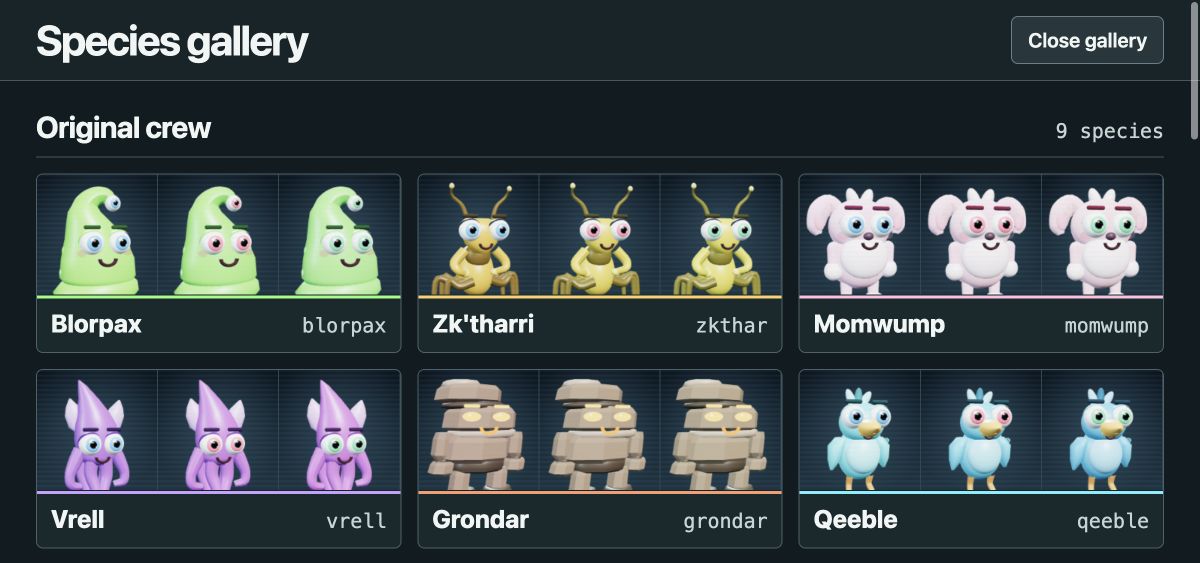 Species gallery
Close gallery
Original crew
9 species
Blorpax
blorpax
Zk'tharri
zkthar
Momwump
momwump
Vrell
vrell
Grondar
grondar
Qeeble
qeeble